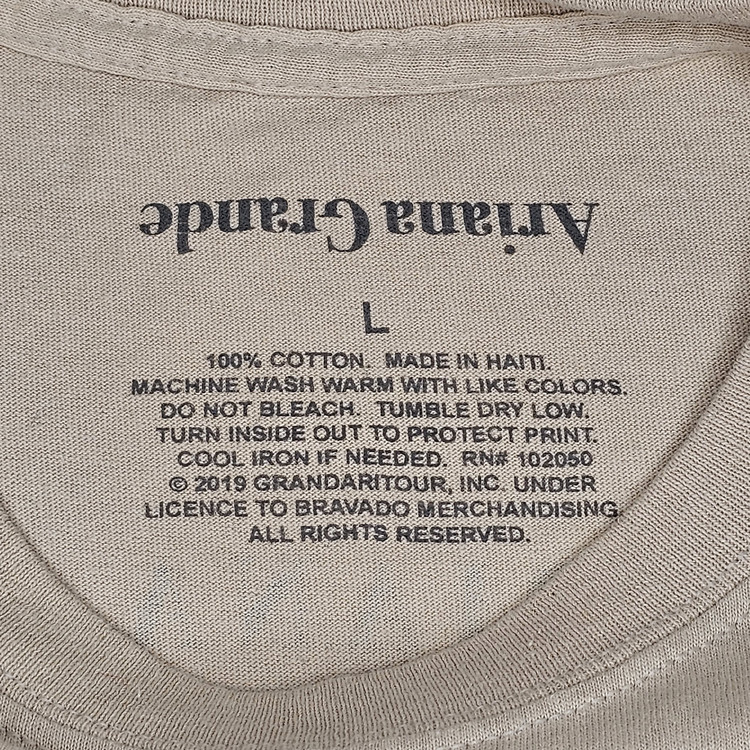 Ariana Grande
L
100% COTTON. MADE IN HAITI.
MACHINE WASH WARM WITH LIKE COLORS.
DO NOT BLEACH. TUMBLE DRY LOW.
TURN INSIDE OUT TO PROTECT PRINT.
COOL IRON IF NEEDED. RN# 102050
© 2019 GRANDARITOUR, INC UNDER
LICENCE TO BRAVADO MERCHANDISING.
ALL RIGHTS RESERVED.